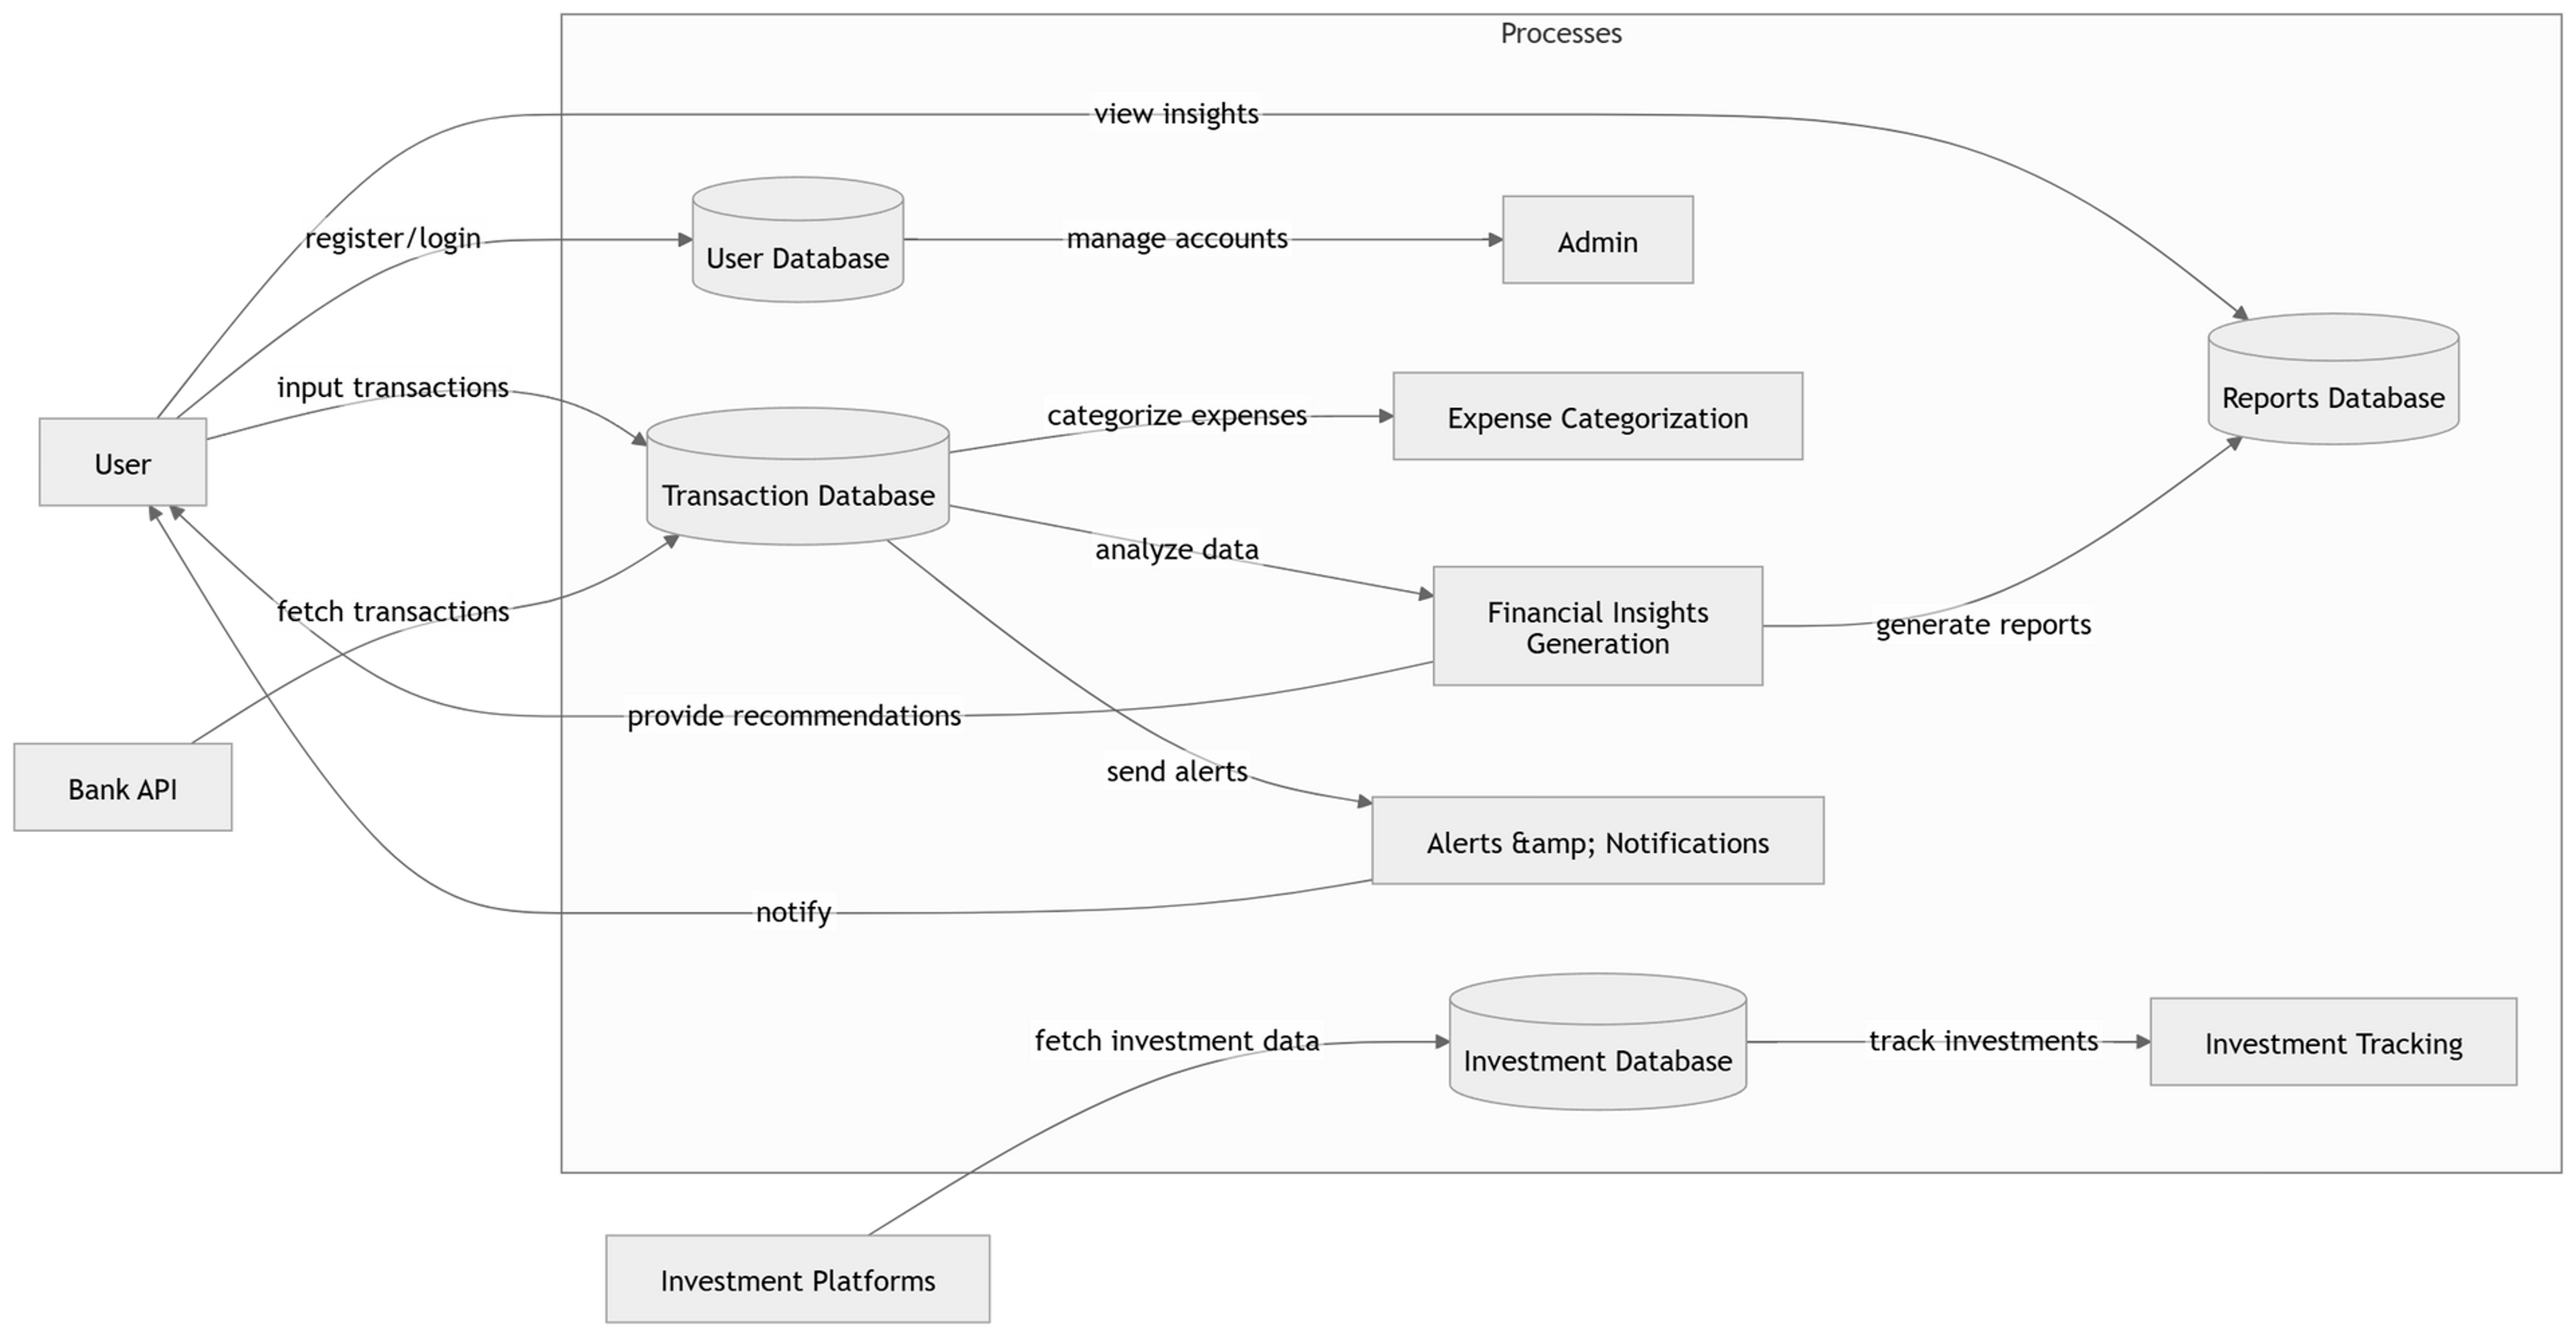 Processes
view insights
register/login
User Database
manage accounts
Admin
input transactions
categorize expenses
Expense Categorization
Reports Database
User
Transaction Database
analyze data
fetch transactions
Financial Insights
Generation
generate reports
provide recommendations
send alerts
Bank API
Alerts &amp; Notifications
notify
fetch investment data
Investment Database
track investments
Investment Tracking
Investment Platforms